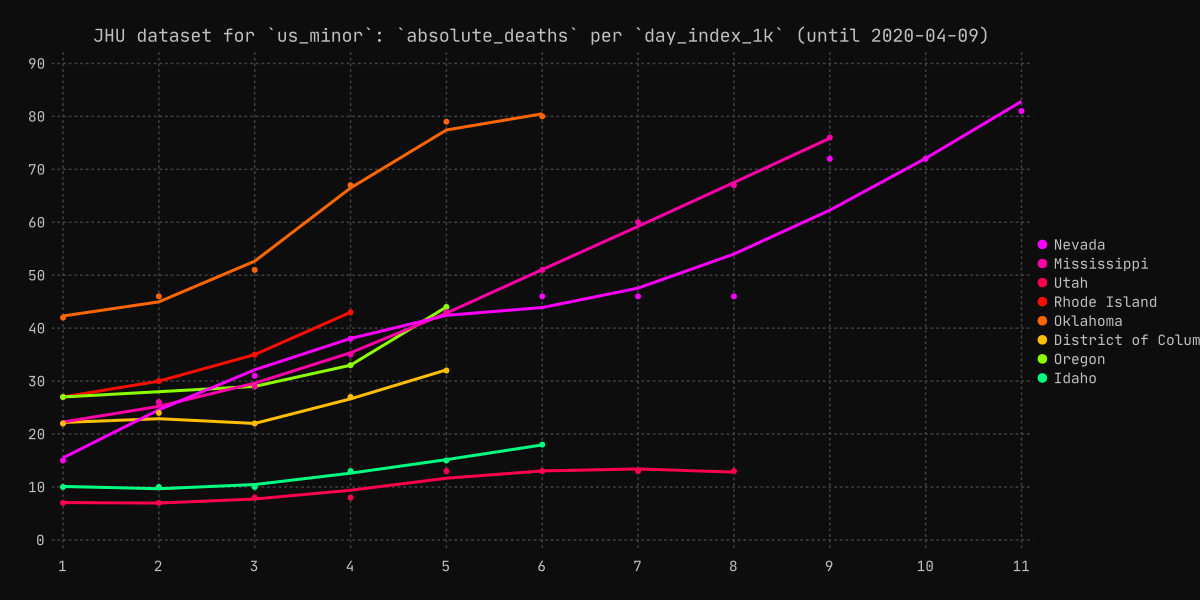 JHU dataset for `us_minor`: `absolute_deaths` per `day_index_1k` (until 2020-04-09)
90
80
70
60
50
40
30
20
10
0
1 2 3 4 5 6 7 8 9 10 11
Nevada
Mississippi
Utah
Rhode Island
Oklahoma
District of Colum
Oregon
Idaho